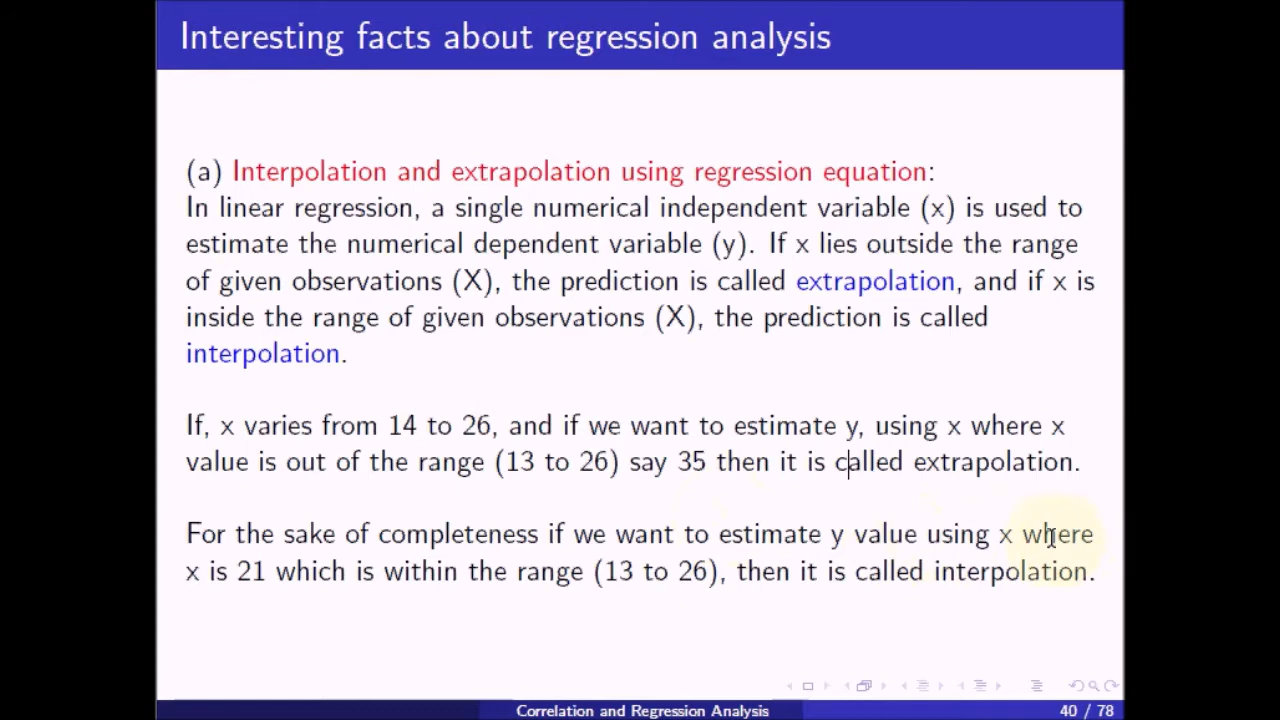 Interesting facts about regression analysis
(a) Interpolation and extrapolation using regression equation:
In linear regression, a single numerical independent variable (x) is used to
estimate the numerical dependent variable (y). If x lies outside the range
of given observations (X), the prediction is called extrapolation, and if x is
inside the range of given observations (X), the prediction is called
interpolation.
If, x varies from 14 to 26, and if we want to estimate y, using x where x
value is out of the range (13 to 26) say 35 then it is called extrapolation.
For the sake of completeness if we want to estimate y value using x where
x is 21 which is within the range (13 to 26), then it is called interpolation.
Correlation and Regression Analysis
40 / 78